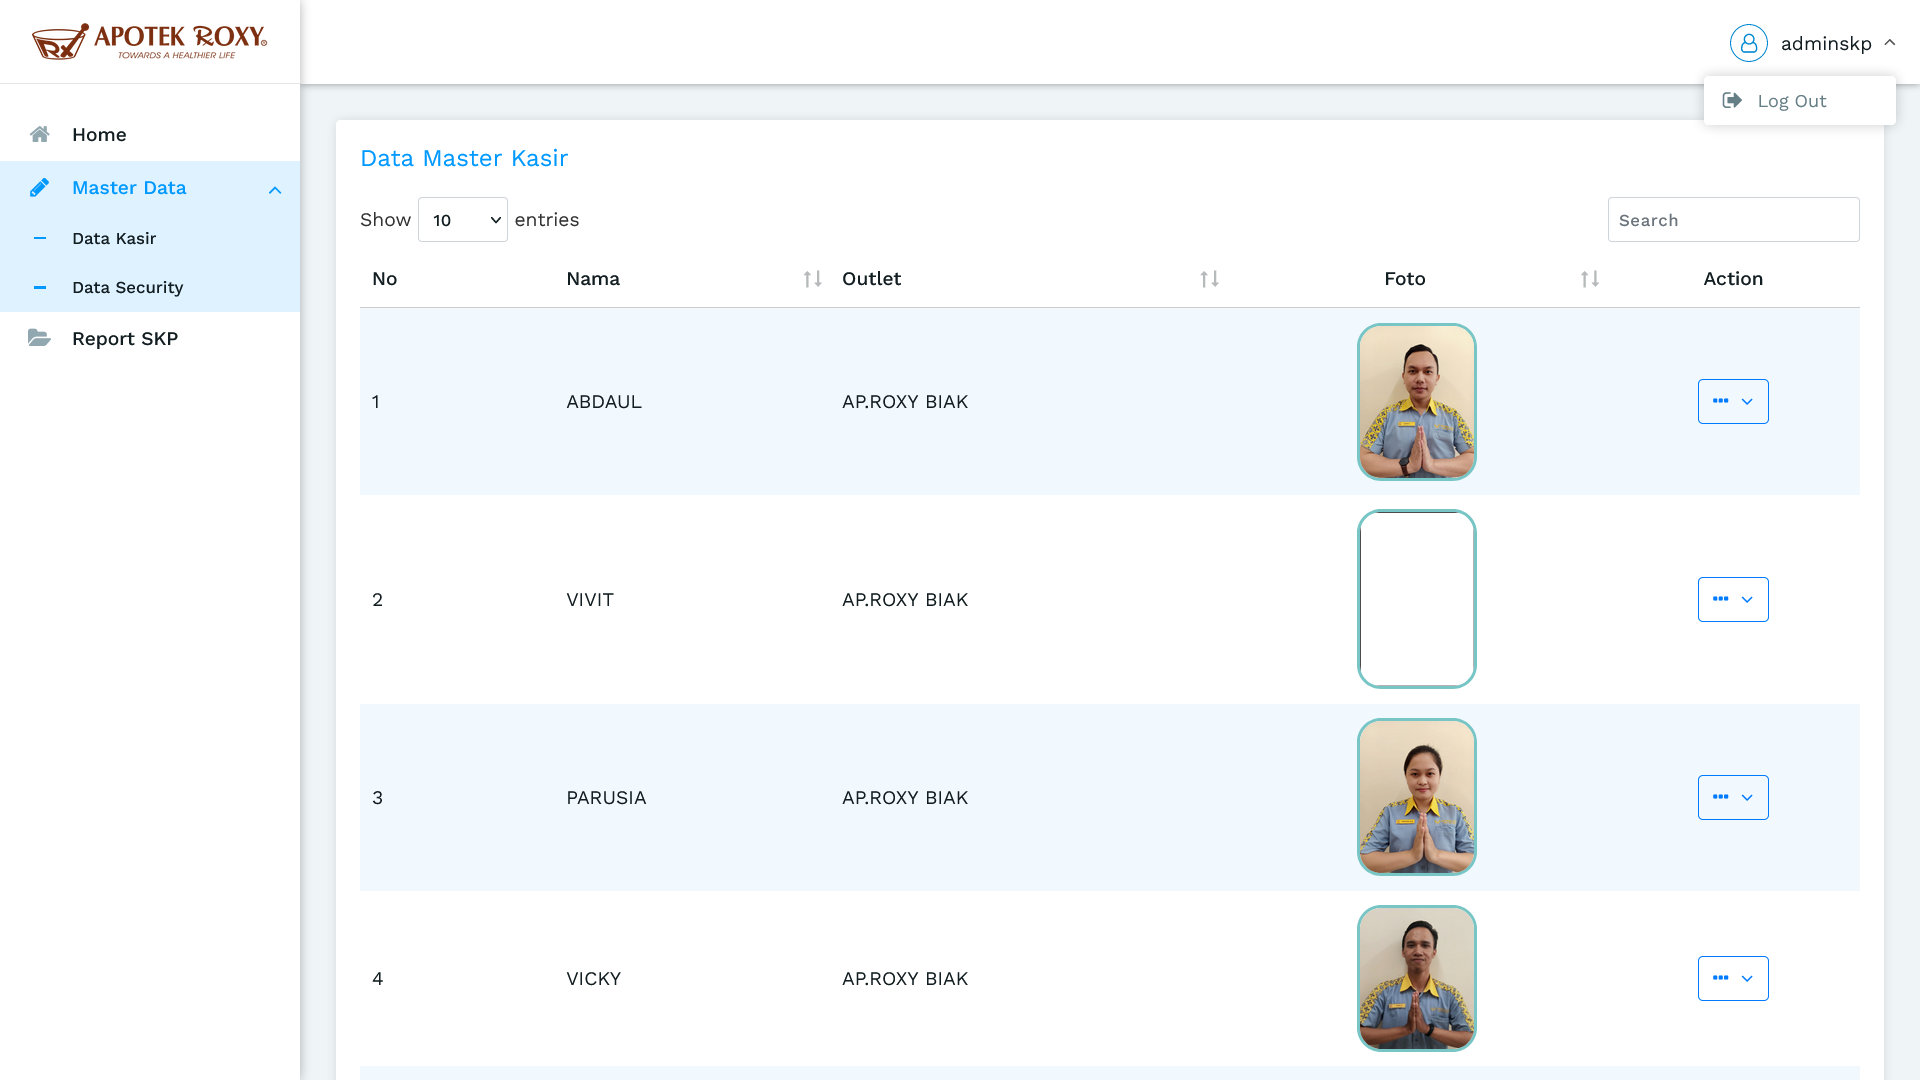 APOTEK ROXY®
TOWARDS A HEALTHIER LIFE
adminskp
Log Out
Home
Master Data
Data Kasir
Data Security
Report SKP
Data Master Kasir
Show 10 entries
Search
No Nama Outlet Foto Action
1 ABDAUL AP.ROXY BIAK
2 VIVIT AP.ROXY BIAK
3 PARUSIA AP.ROXY BIAK
4 VICKY AP.ROXY BIAK